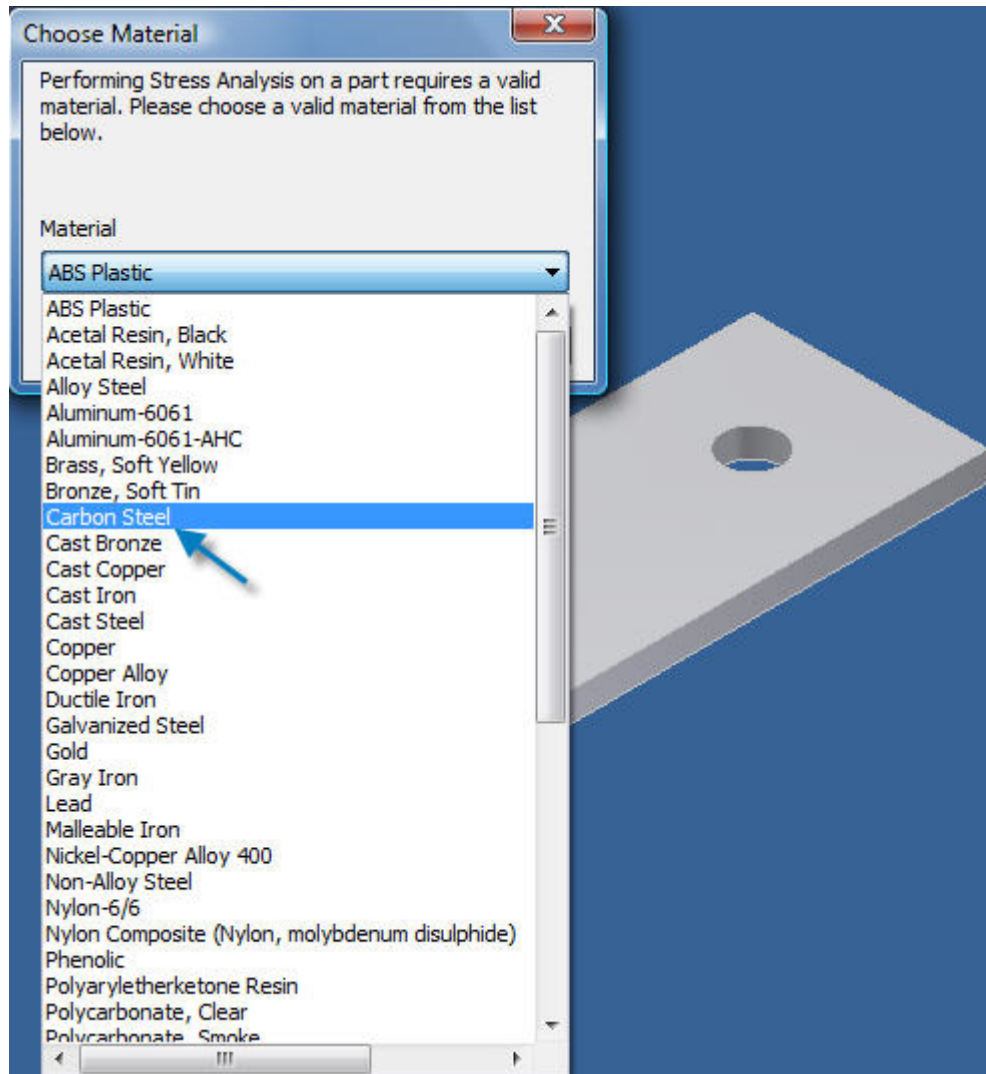 Choose Material
Performing Stress Analysis on a part requires a valid
material. Please choose a valid material from the list
below.
Material
ABS Plastic
ABS Plastic
Acetal Resin, Black
Acetal Resin, White
Alloy Steel
Aluminum-6061
Aluminum-6061-AHC
Brass, Soft Yellow
Bronze, Soft Tin
Carbon Steel
Cast Bronze
Cast Copper
Cast Iron
Cast Steel
Copper
Copper Alloy
Ductile Iron
Galvanized Steel
Gold
Gray Iron
Lead
Malleable Iron
Nickel-Copper Alloy 400
Non-Alloy Steel
Nylon-6/6
Nylon Composite (Nylon, molybdenum disulphide)
Phenolic
Polyaryletherketone Resin
Polycarbonate, Clear
Polycarbonate, Smoke